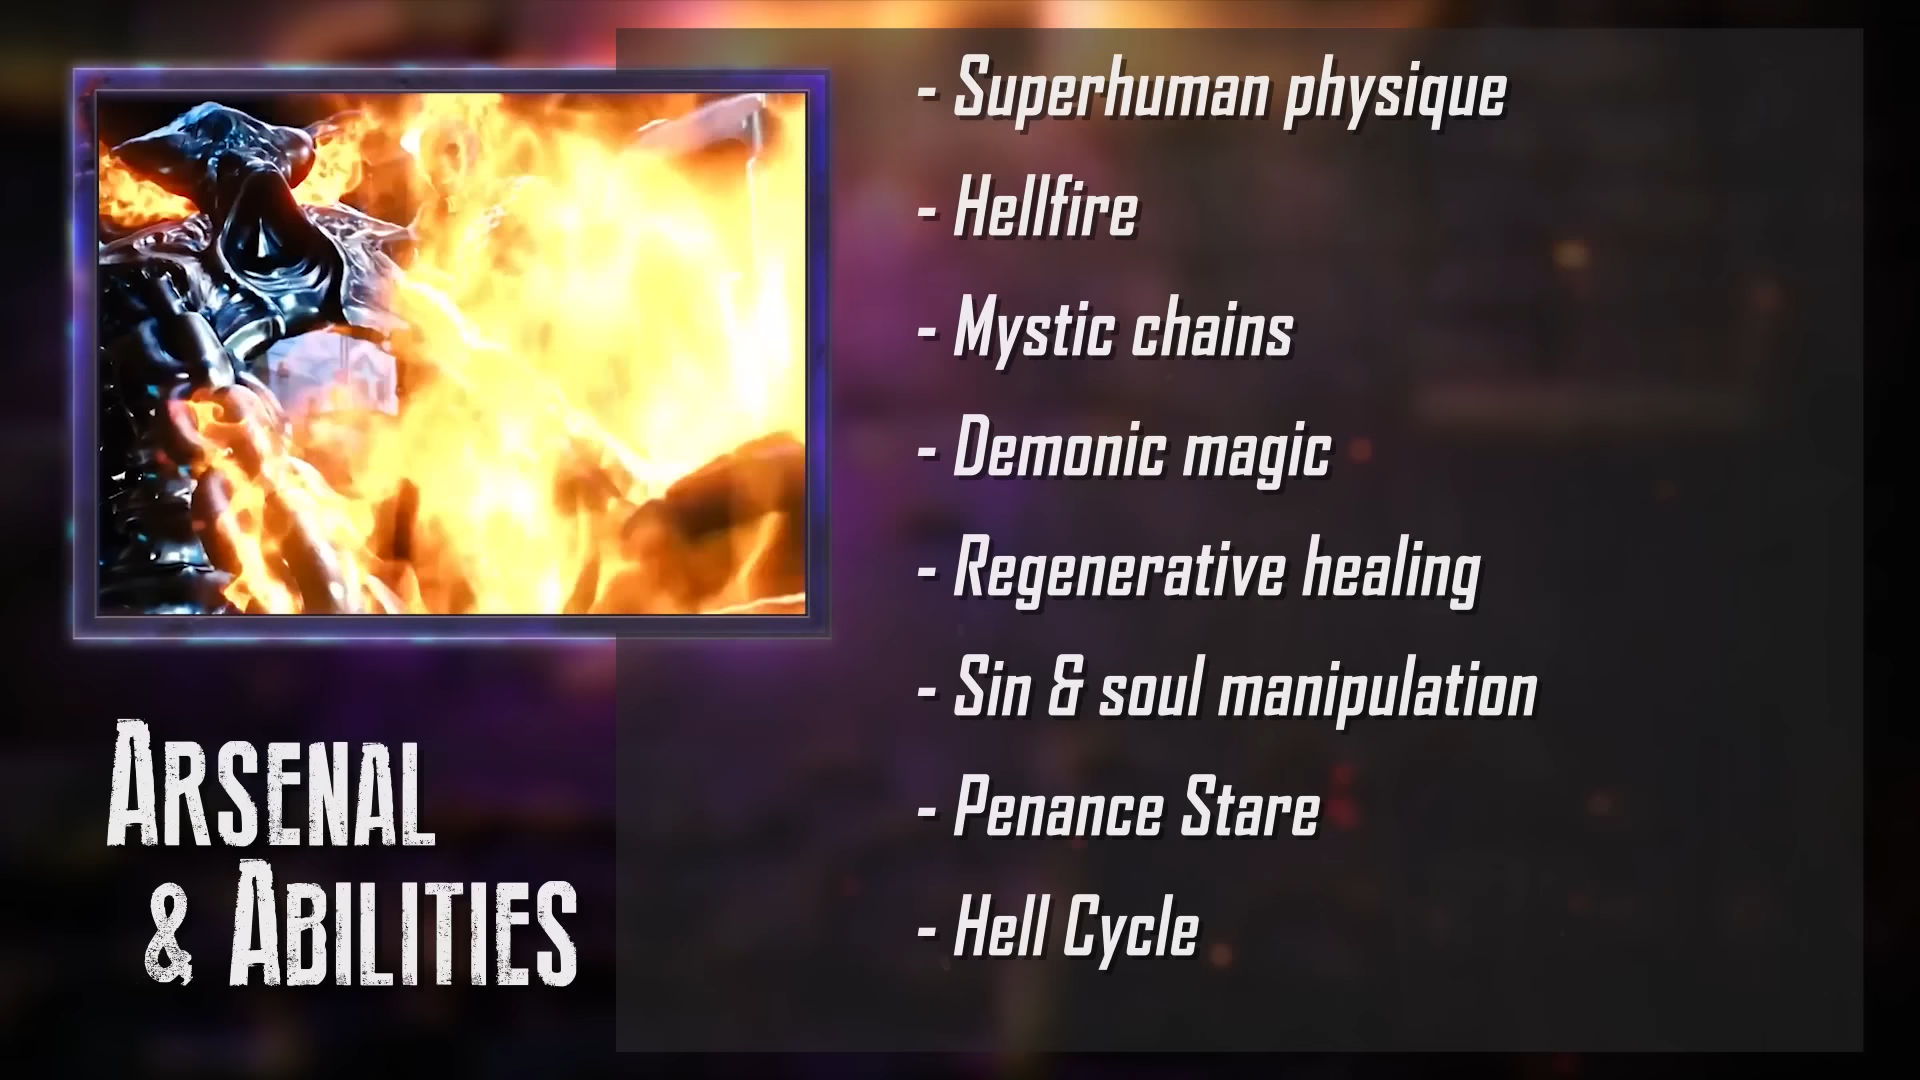 - Superhuman physique
- Hellfire
- Mystic chains
- Demonic magic
- Regenerative healing
- Sin & soul manipulation
- Penance Stare
- Hell Cycle
ARSENAL
& ABILITIES